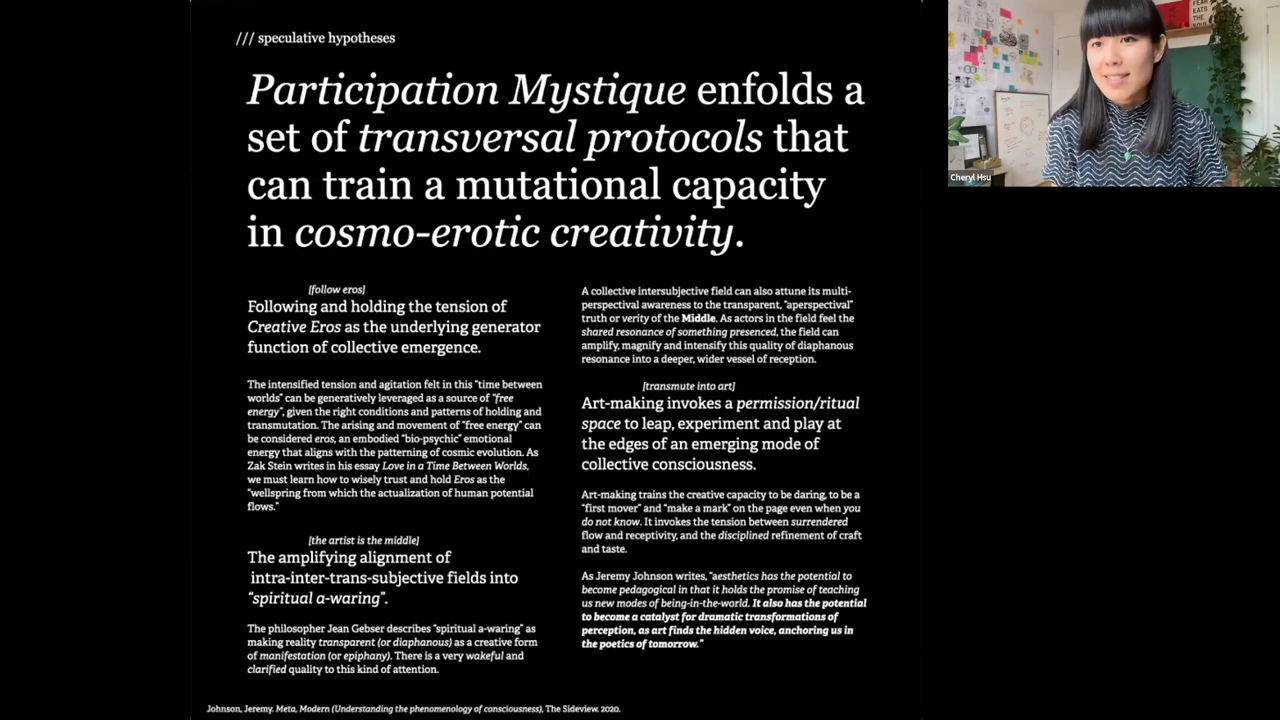 /// speculative hypotheses
Participation Mystique enfolds a
set of transversal protocols that
can train a mutational capacity
in cosmo-erotic creativity.
[follow eros]
Following and holding the tension of
Creative Eros as the underlying generator
function of collective emergence.
The intensified tension and agitation felt in this “time between
worlds” can be generatively leveraged as a source of “free
energy”, given the right conditions and patterns of holding and
transmutation. The arising and movement of “free energy” can
be considered eros, an embodied “bio-psychic” emotional
energy that aligns with the patterning of cosmic evolution. As
Zak Stein writes in his essay Love in a Time Between Worlds,
we must learn how to wisely trust and hold Eros as the
“wellspring from which the actualization of human potential
flows.”
[the artist is the middle]
The amplifying alignment of
intra-inter-trans-subjective fields into
“spiritual a-waring”.
The philosopher Jean Gebser describes “spiritual a-waring” as
making reality transparent (or diaphanous) as a creative form
of manifestation (or epiphany). There is a very wakeful and
clarified quality to this kind of attention.
A collective intersubjective field can also attune its multi-
perspectival awareness to the transparent, “aperspectival”
truth or verity of the Middle. As actors in the field feel the
shared resonance of something presenced, the field can
amplify, magnify and intensify this quality of diaphanous
resonance into a deeper, wider vessel of reception.
[transmute into art]
Art-making invokes a permission/ritual
space to leap, experiment and play at
the edges of an emerging mode of
collective consciousness.
Art-making trains the creative capacity to be daring, to be a
“first mover” and “make a mark” on the page even when you
do not know. It invokes the tension between surrendered
flow and receptivity, and the disciplined refinement of craft
and taste.
As Jeremy Johnson writes, “aesthetics has the potential to
become pedagogical in that it holds the promise of teaching
us new modes of being-in-the-world. It also has the potential
to become a catalyst for dramatic transformations of
perception, as art finds the hidden voice, anchoring us in
the poetics of tomorrow.”
Johnson, Jeremy. Meta, Modern (Understanding the phenomenology of consciousness), The Sideview. 2020.
FEAR
EATS
THE
SOUL
Cheryl Hsu